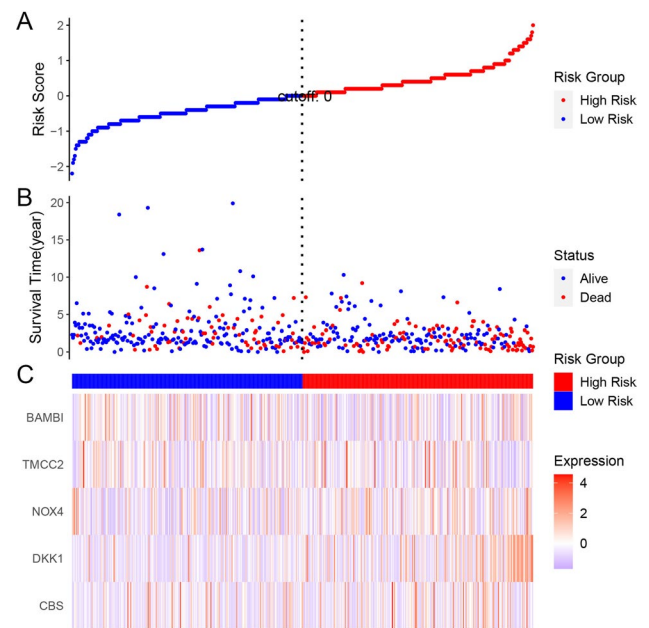 A
2
1
0
−1
−2
Risk Score
cutoff: 0
Risk Group
High Risk
Low Risk
B
20
15
10
5
0
Survival Time(year)
Status
Alive
Dead
C
Risk Group
High Risk
Low Risk
BAMBI
TMCC2
NOX4
DKK1
CBS
Expression
4
2
0